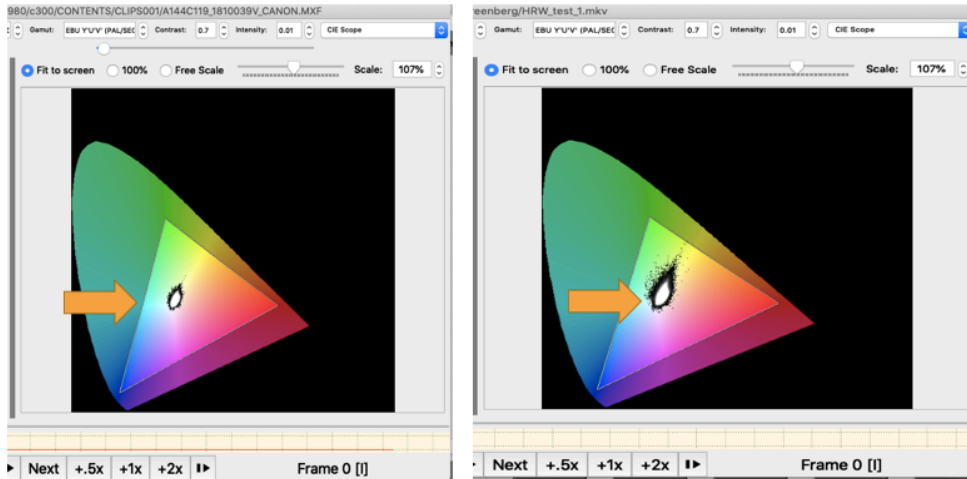 980/c300/CONTENTS/CLIPS001/A144C119_1810039V_CANON.MXF
Gamut: EBU Y'U'V' (PAL/SEC Contrast: 0.7 Intensity: 0.01 CIE Scope
Fit to screen 100% Free Scale Scale: 107%
Next +.5x +1x +2x Frame 0 [I]
reenberg/HRW_test_1.mkv
Gamut: EBU Y'U'V' (PAL/SEC Contrast: 0.7 Intensity: 0.01 CIE Scope
Fit to screen 100% Free Scale Scale: 107%
Next +.5x +1x +2x Frame 0 [I]